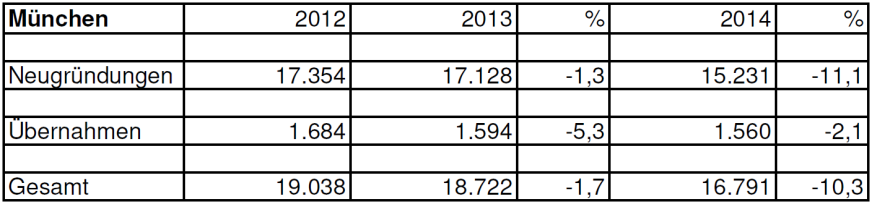 München 2012 2013 % 2014 %
Neugründungen 17.354 17.128 -1,3 15.231 -11,1
Übernahmen 1.684 1.594 -5,3 1.560 -2,1
Gesamt 19.038 18.722 -1,7 16.791 -10,3